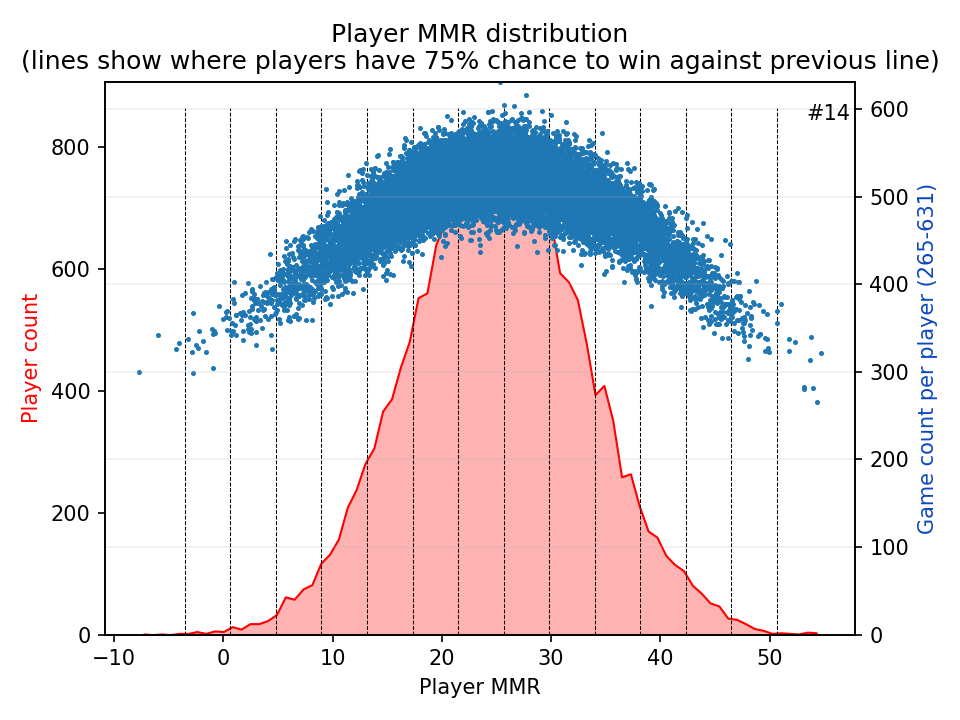 Player MMR distribution
(lines show where players have 75% chance to win against previous line)
#14
800
600
400
200
0
Player count
600
500
400
300
200
100
0
Game count per player (265-631)
−10 0 10 20 30 40 50
Player MMR